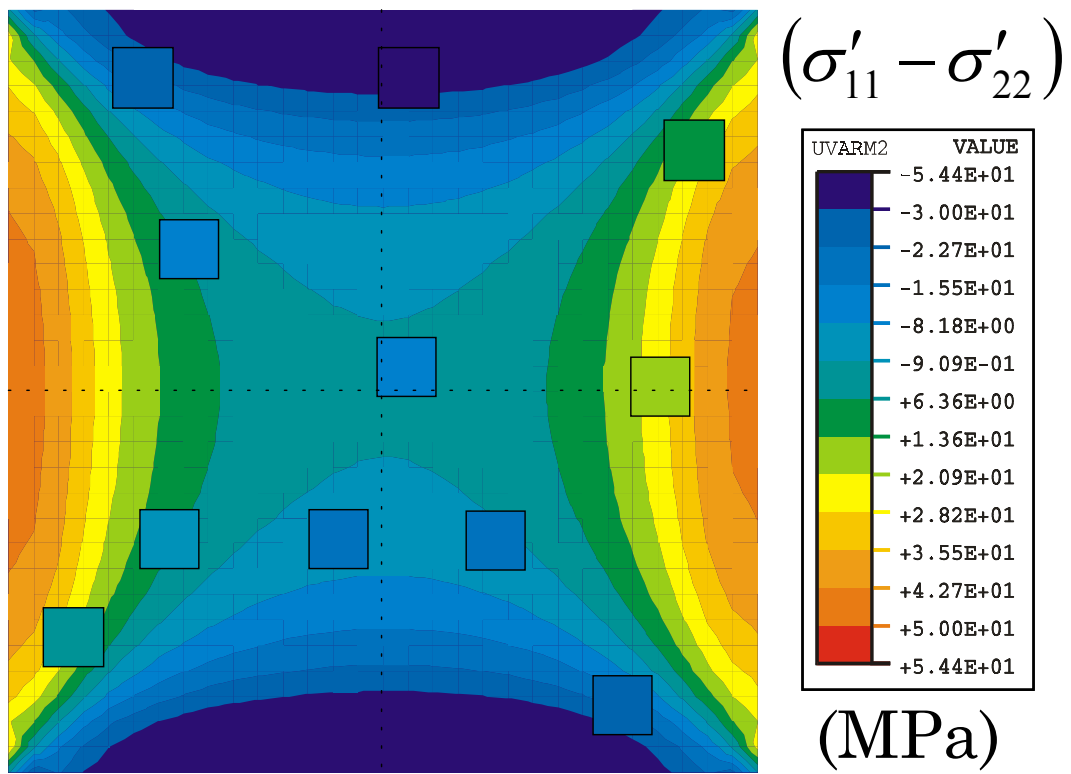 (σ′11 − σ′22)
UVARM2 VALUE
-5.44E+01
-3.00E+01
-2.27E+01
-1.55E+01
-8.18E+00
-9.09E-01
+6.36E+00
+1.36E+01
+2.09E+01
+2.82E+01
+3.55E+01
+4.27E+01
+5.00E+01
+5.44E+01
(MPa)